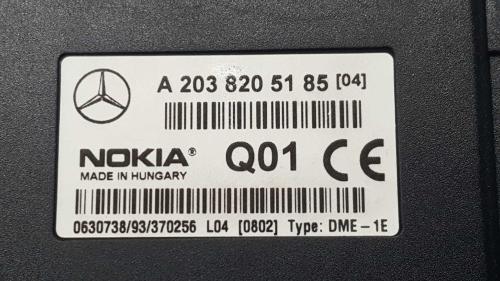 A 203 820 51 85 [04]
NOKIA® Q01 CE
MADE IN HUNGARY
0630738/93/370256 L04 [0802] Type: DME-1E